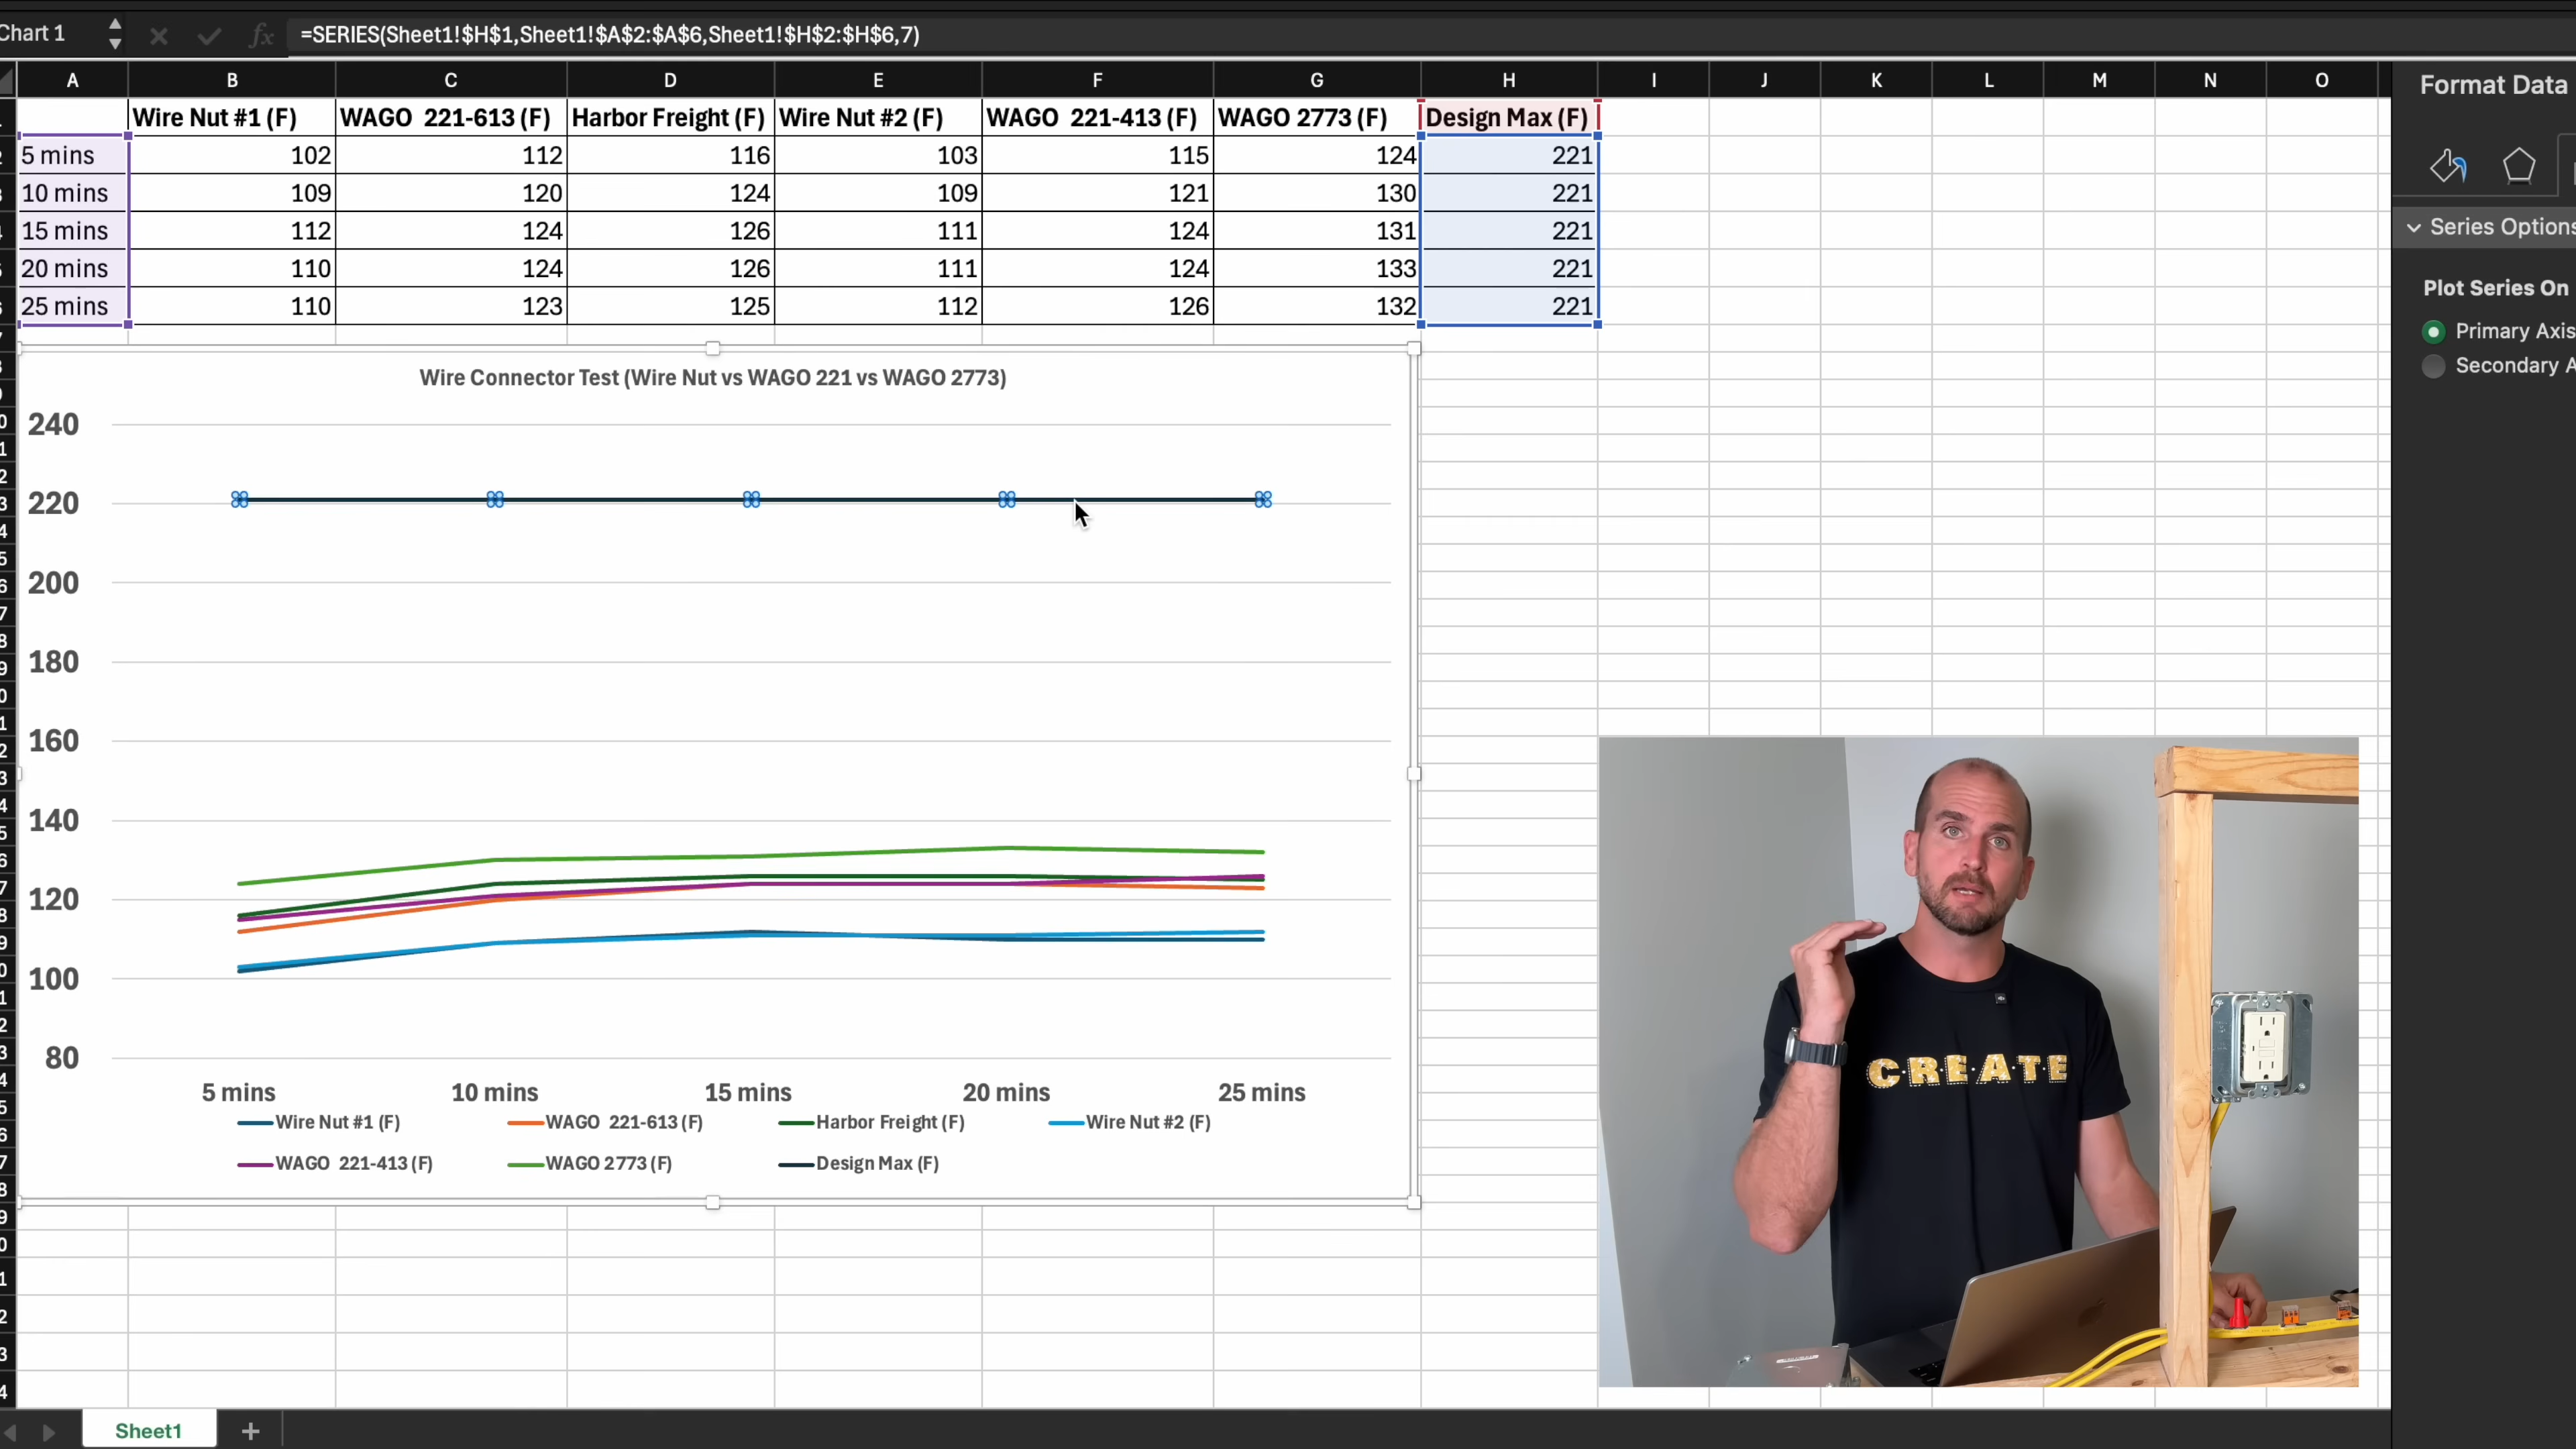 Chart 1 fx =SERIES(Sheet1!$H$1,Sheet1!$A$2:$A$6,Sheet1!$H$2:$H$6,7)
A B C D E F G H I J K L M N O
Wire Nut #1 (F) WAGO 221-613 (F) Harbor Freight (F) Wire Nut #2 (F) WAGO 221-413 (F) WAGO 2773 (F) Design Max (F)
5 mins 102 112 116 103 115 124 221
10 mins 109 120 124 109 121 130 221
15 mins 112 124 126 111 124 131 221
20 mins 110 124 126 111 124 133 221
25 mins 110 123 125 112 126 132 221
Wire Connector Test (Wire Nut vs WAGO 221 vs WAGO 2773)
240
220
200
180
160
140
120
100
80
5 mins 10 mins 15 mins 20 mins 25 mins
Wire Nut #1 (F) WAGO 221-613 (F) Harbor Freight (F) Wire Nut #2 (F)
WAGO 221-413 (F) WAGO 2773 (F) Design Max (F)
Format Data
Series Options
Plot Series On
Primary Axis
Secondary A
C·R·E·A·T·E
Sheet1 +